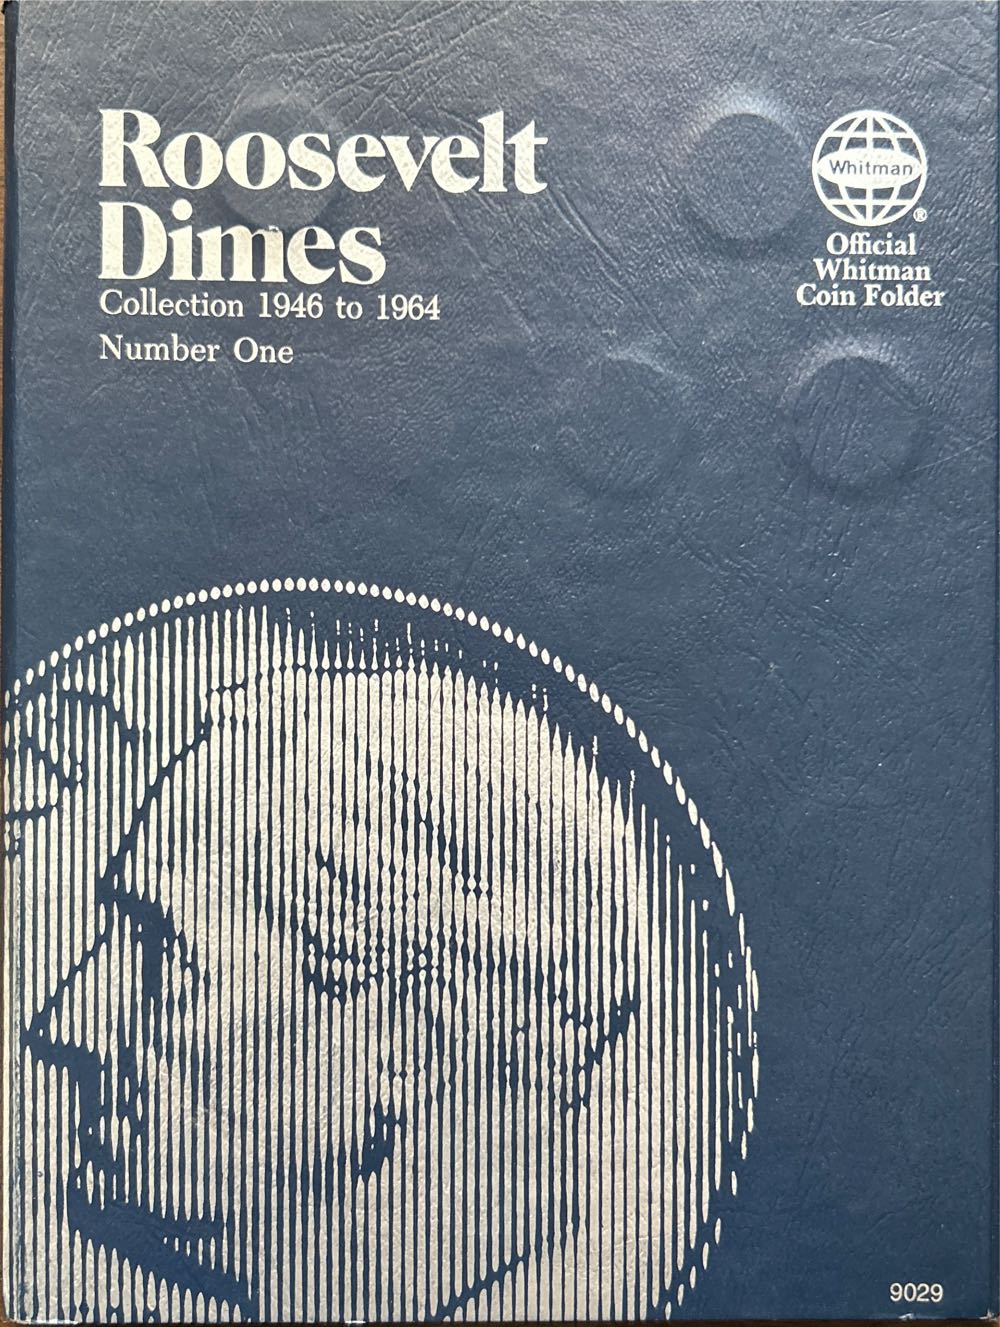 Roosevelt
Dimes
Collection 1946 to 1964
Number One
Whitman
®
Official
Whitman
Coin Folder
9029